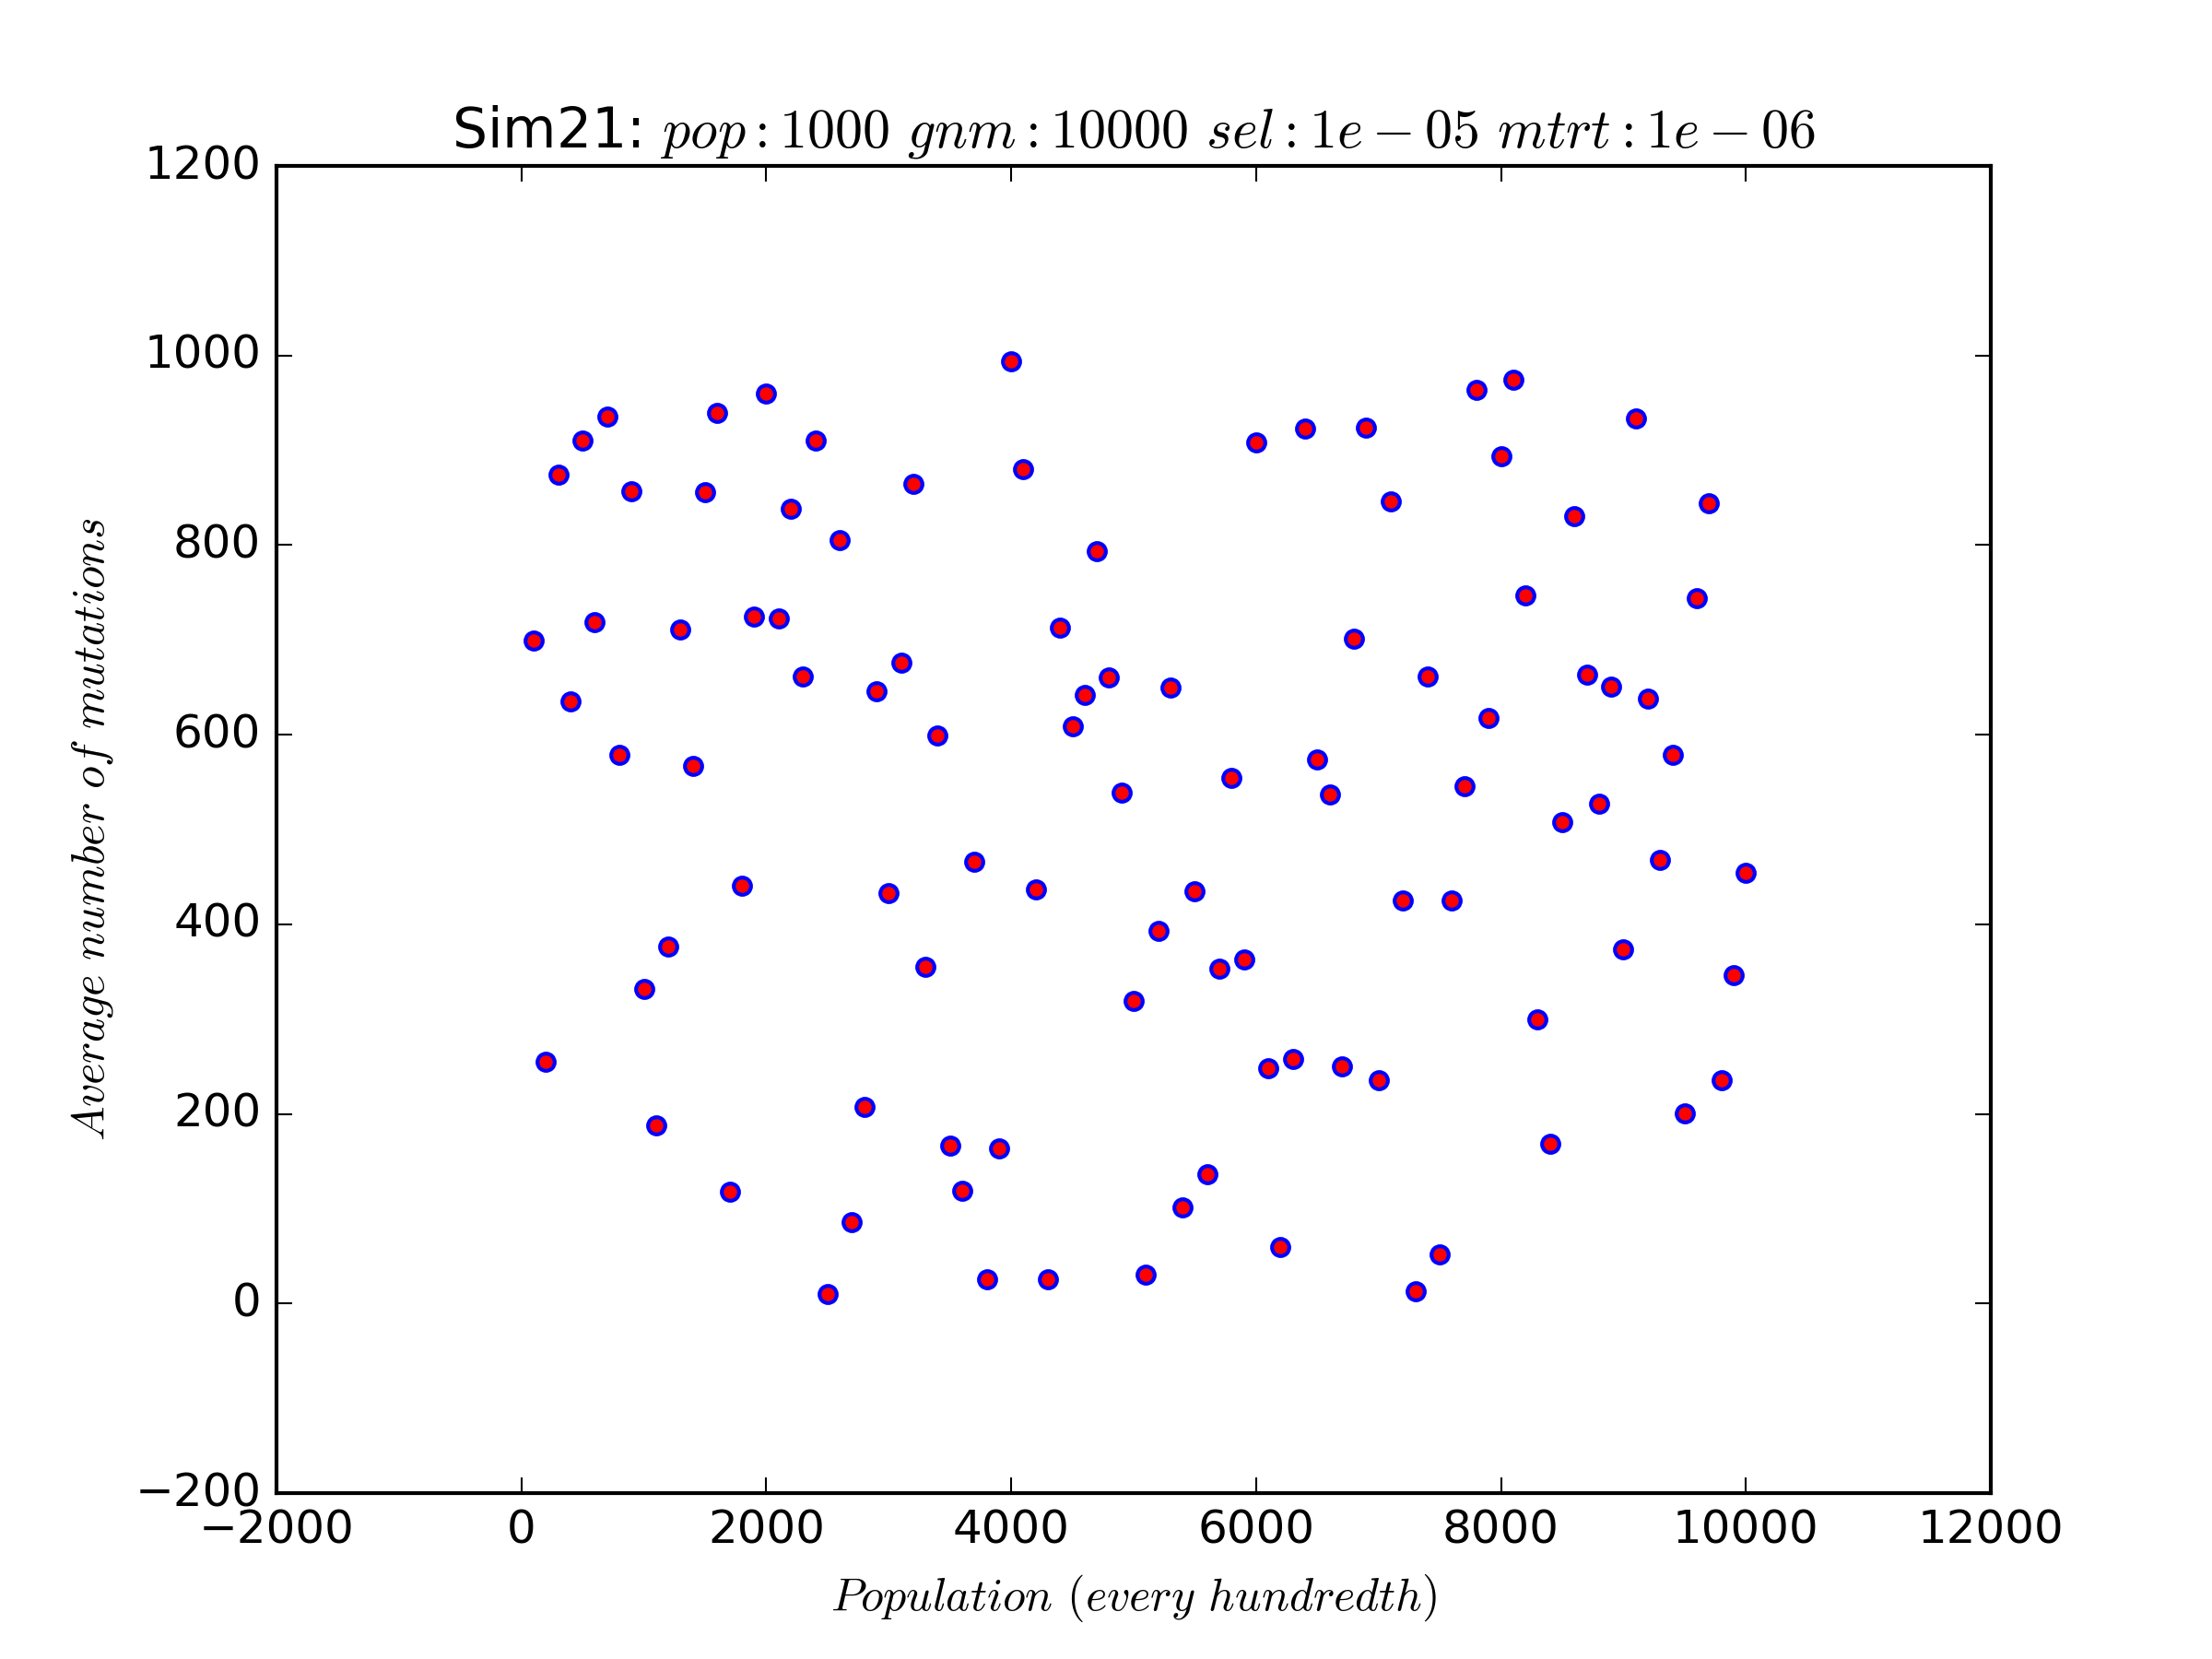 Sim21: pop : 1000 gnm : 10000 sel : 1e − 05 mtrt : 1e − 06
1200
1000
800
600
400
200
0
−200
Average number of mutations
−2000 0 2000 4000 6000 8000 10000 12000
Population (every hundredth)